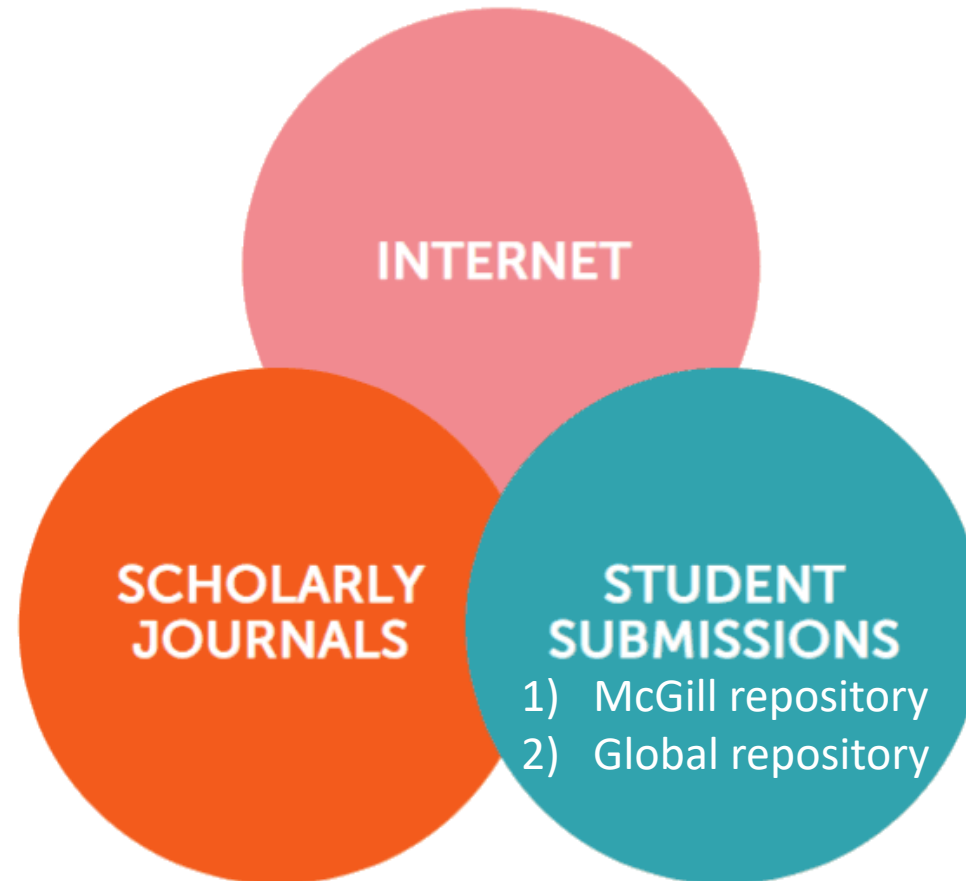 INTERNET
SCHOLARLY
JOURNALS
STUDENT
SUBMISSIONS
1) McGill repository
2) Global repository